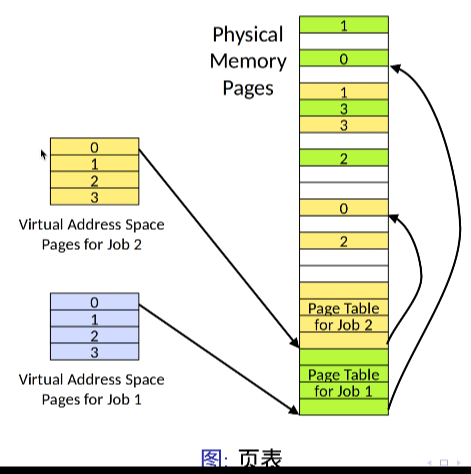 Physical
Memory
Pages
1
0
1
3
3
2
0
2
Page Table
for Job 2
Page Table
for Job 1
0
1
2
3
Virtual Address Space
Pages for Job 2
0
1
2
3
Virtual Address Space
Pages for Job 1
图: 页表